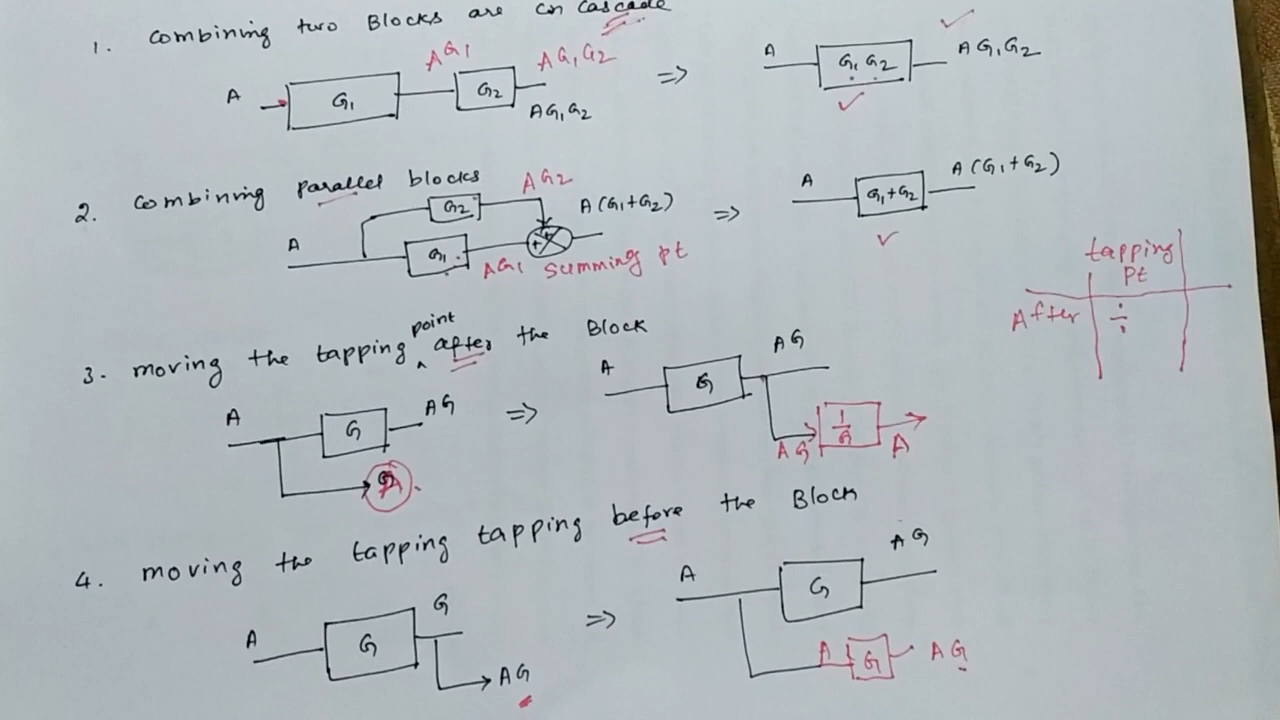 1. Combining two Blocks are in Cascade
A G1 G2 AG1 AG1G2 AG1G2 ⇒ A G1 G2 AG1G2
2. Combining parallel blocks
A G2 G1 AG2 AG1 + + A(G1+G2) summing pt ⇒ A G1+G2 A(G1+G2)
tapping
pt
After ÷
3. moving the tapping point after the Block
A G AG A ⇒ A G AG AG 1/G A
4. moving the tapping tapping before the Block
A G G AG ⇒ A G AG A G AG